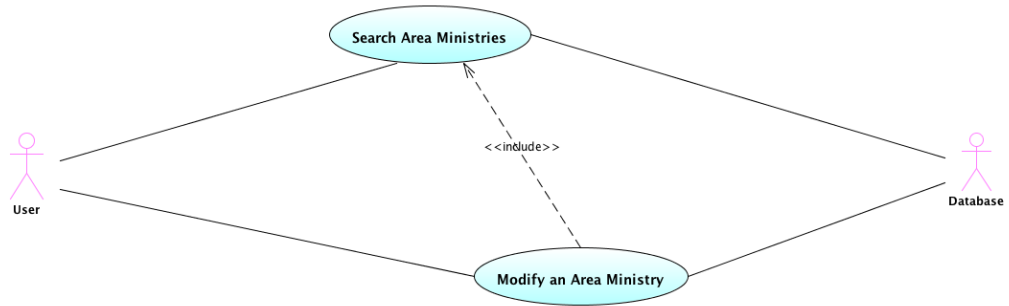 Search Area Ministries
<<include>>
User
Database
Modify an Area Ministry